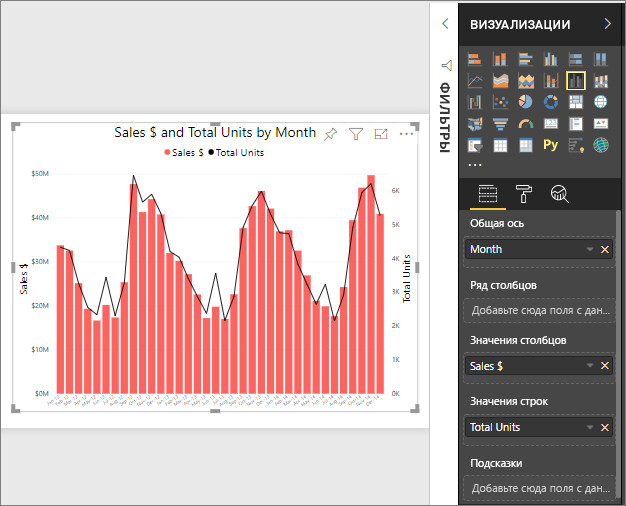 ВИЗУАЛИЗАЦИИ
ФИЛЬТРЫ
Sales $ and Total Units by Month
Sales $ Total Units
$50M
$40M
$30M
$20M
$10M
$0M
Sales $
6K
5K
4K
3K
2K
1K
0K
Total Units
Py
Общая ось
Month
Ряд столбцов
Добавьте сюда поля с дан...
Значения столбцов
Sales $
Значения строк
Total Units
Подсказки
Добавьте сюда поля с дан...